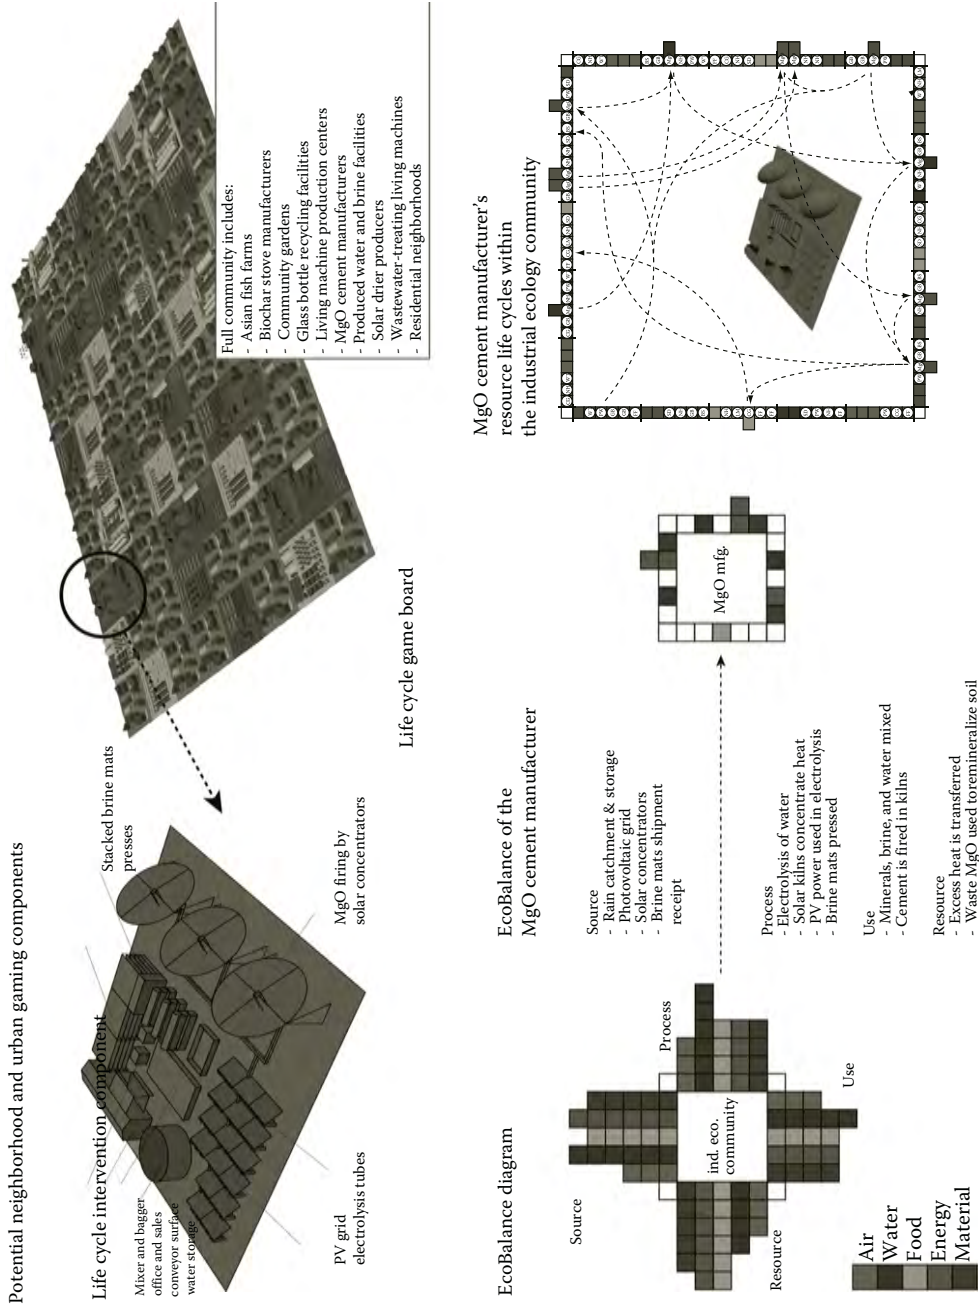 Potential neighborhood and urban gaming components
Life cycle intervention component
Stacked brine mats
presses
Mixer and bagger
office and sales
conveyor surface
water storage
PV grid
electrolysis tubes
MgO firing by
solar concentrators
Life cycle game board
Full community includes:
- Asian fish farms
- Biochar stove manufacturers
- Community gardens
- Glass bottle recycling facilities
- Living machine production centers
- MgO cement manufacturers
- Produced water and brine facilities
- Solar drier producers
- Wastewater-treating living machines
- Residential neighborhoods
EcoBalance diagram
Source
Process
ind. eco.
community
Resource
Use
Air
Water
Food
Energy
Material
EcoBalance of the
MgO cement manufacturer
Source
- Rain catchment & storage
- Photovoltaic grid
- Solar concentrators
- Brine mats shipment
receipt
Process
- Electrolysis of water
- Solar kilns concentrate heat
- PV power used in electrolysis
- Brine mats pressed
Use
- Minerals, brine, and water mixed
- Cement is fired in kilns
Resource
- Excess heat is transferred
- Waste MgO used toremineralize soil
MgO mfg.
MgO cement manufacturer's
resource life cycles within
the industrial ecology community